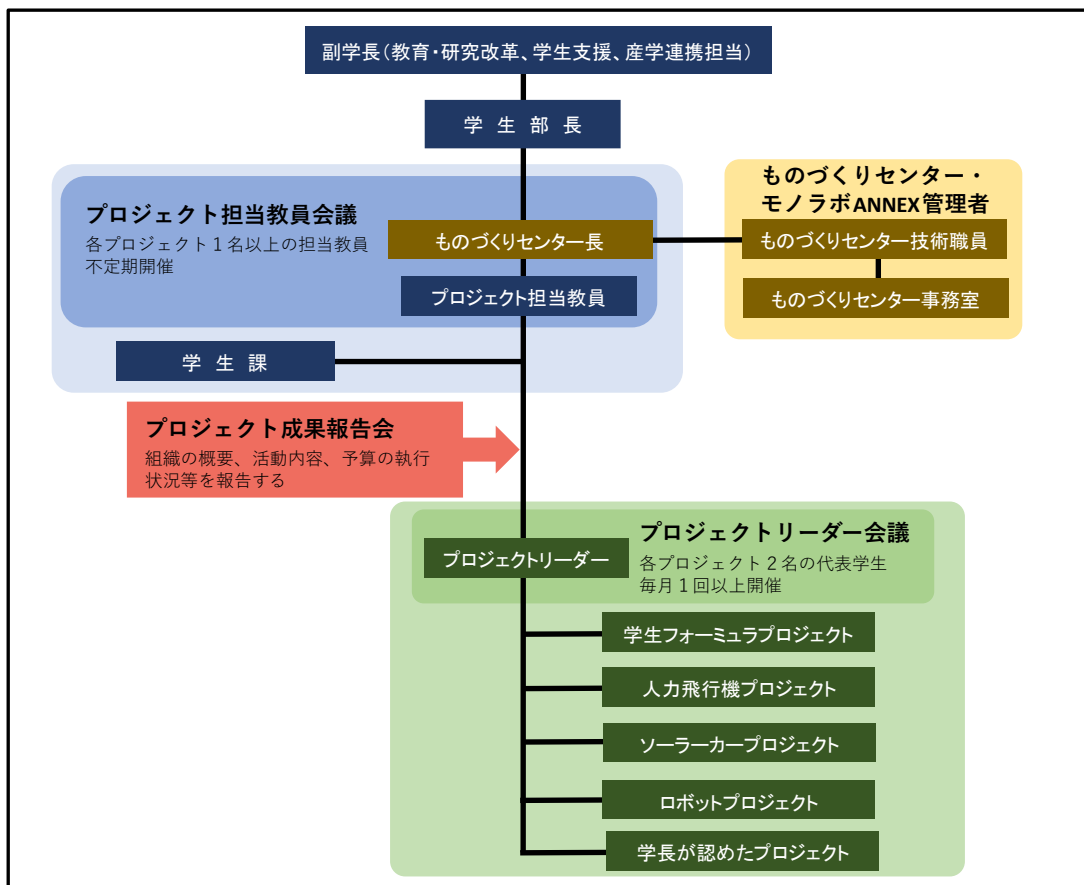 副学長（教育・研究改革、学生支援、産学連携担当）
学 生 部 長
プロジェクト担当教員会議
各プロジェクト１名以上の担当教員
不定期開催
ものづくりセンター長
プロジェクト担当教員
ものづくりセンター・
モノラボANNEX管理者
ものづくりセンター技術職員
ものづくりセンター事務室
学 生 課
プロジェクト成果報告会
組織の概要、活動内容、予算の執行
状況等を報告する
プロジェクトリーダー会議
プロジェクトリーダー
各プロジェクト２名の代表学生
毎月１回以上開催
学生フォーミュラプロジェクト
人力飛行機プロジェクト
ソーラーカープロジェクト
ロボットプロジェクト
学長が認めたプロジェクト